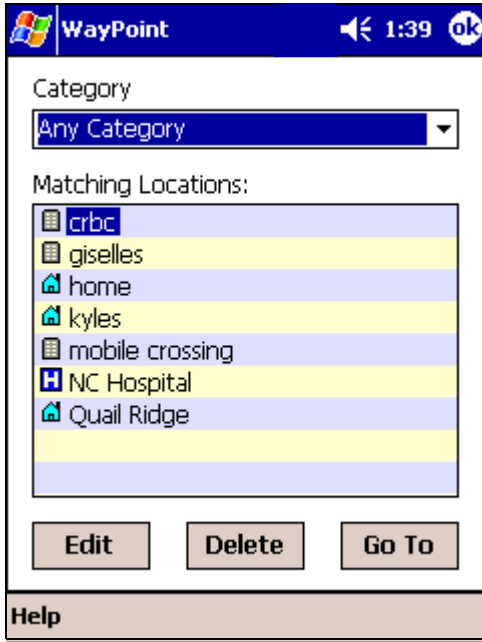 WayPoint 1:39 ok
Category
Any Category
Matching Locations:
crbc
giselles
home
kyles
mobile crossing
H NC Hospital
Quail Ridge
Edit Delete Go To
Help